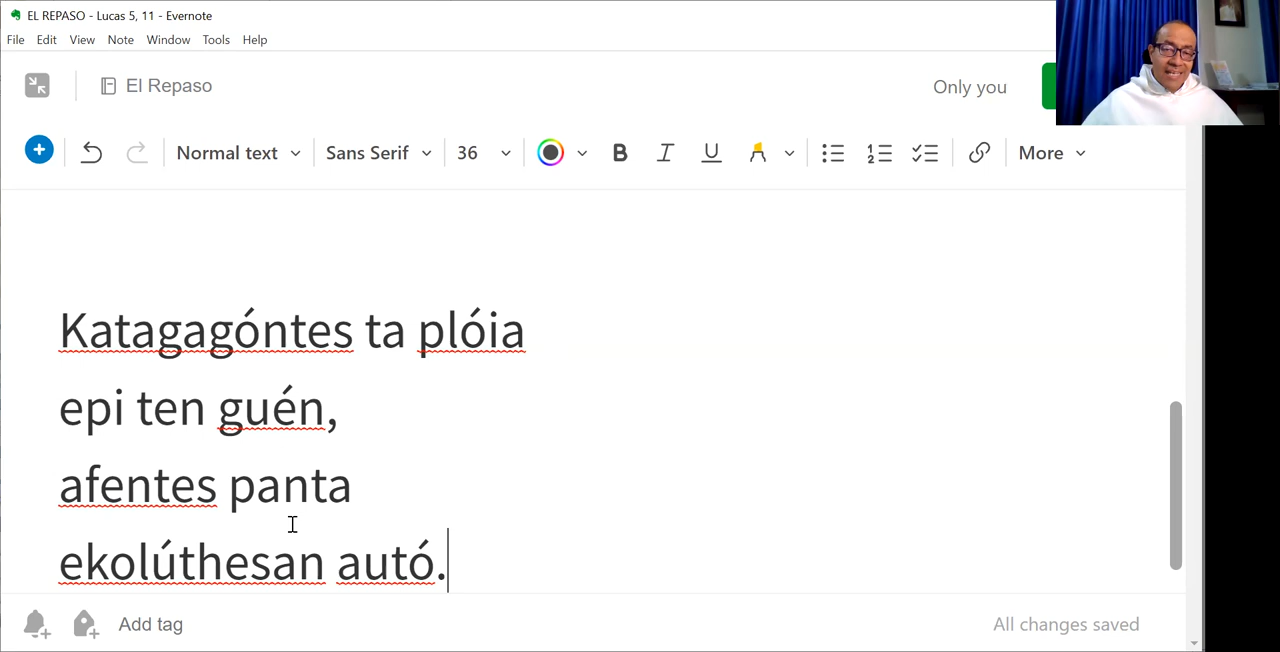 EL REPASO - Lucas 5, 11 - Evernote
File Edit View Note Window Tools Help
El Repaso
Only you
Normal text Sans Serif 36 B I U More
Katagagóntes ta plóia
epi ten guén,
afentes panta
ekolúthesan autó.
Add tag
All changes saved